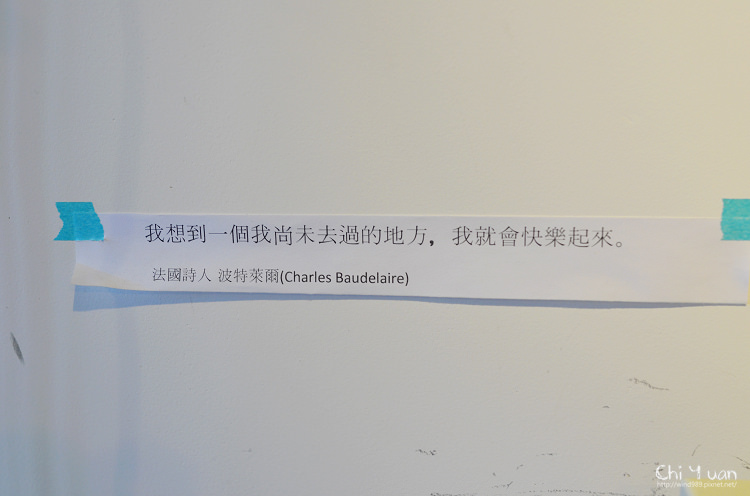 我想到一個我尚未去過的地方，我就會快樂起來。
法國詩人 波特萊爾(Charles Baudelaire)
Chi Yuan